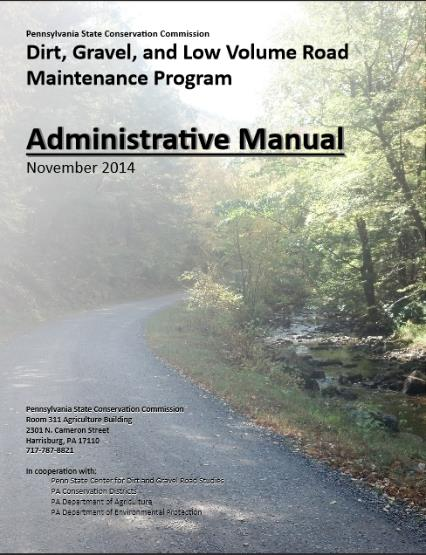 Pennsylvania State Conservation Commission
Dirt, Gravel, and Low Volume Road
Maintenance Program
Administrative Manual
November 2014
Pennsylvania State Conservation Commission
Room 311 Agriculture Building
2301 N. Cameron Street
Harrisburg, PA 17110
717-787-8821
In cooperation with:
Penn State Center for Dirt and Gravel Road Studies
PA Conservation Districts
PA Department of Agriculture
PA Department of Environmental Protection